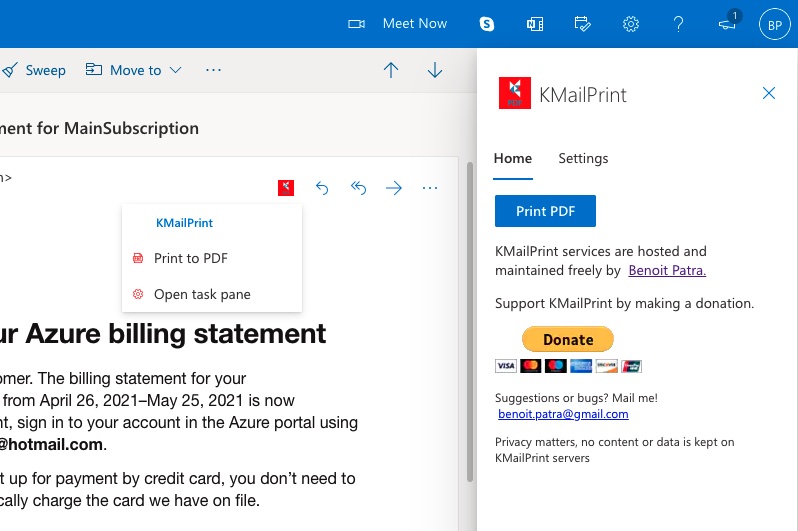 Meet Now
1
BP
Sweep
Move to
KMailPrint
Home
Settings
Print PDF
KMailPrint services are hosted and
maintained freely by Benoit Patra.
Support KMailPrint by making a donation.
Donate
VISA
Suggestions or bugs? Mail me!
benoit.patra@gmail.com
Privacy matters, no content or data is kept on
KMailPrint servers
ment for MainSubscription
n>
KMailPrint
Print to PDF
Open task pane
ur Azure billing statement
omer. The billing statement for your
from April 26, 2021–May 25, 2021 is now
nt, sign in to your account in the Azure portal using
@hotmail.com.
t up for payment by credit card, you don’t need to
cally charge the card we have on file.